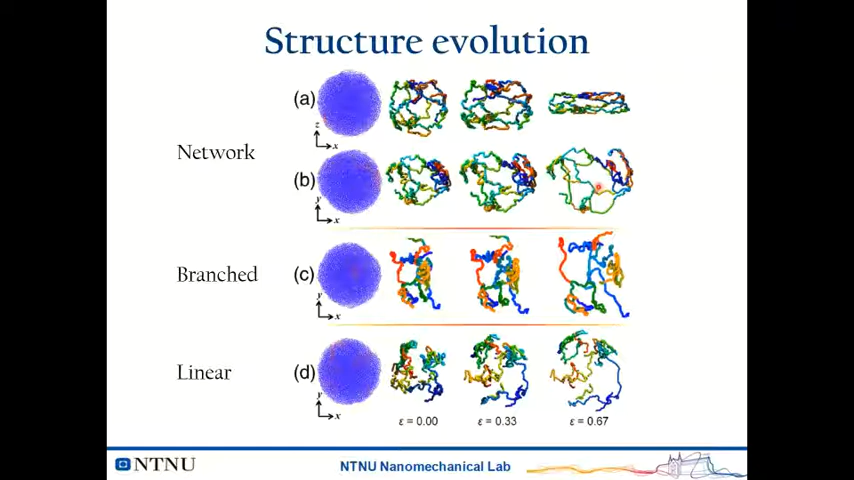 Structure evolution
(a)
z
x
Network
(b)
y
x
Branched
(c)
y
x
Linear
(d)
y
x
ε = 0.00
ε = 0.33
ε = 0.67
NTNU
NTNU Nanomechanical Lab